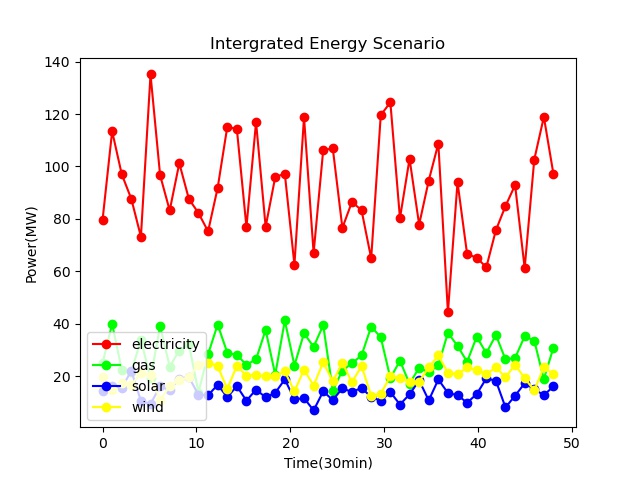 Intergrated Energy Scenario
Power(MW)
140
120
100
80
60
40
20
electricity
gas
solar
wind
0
10
20
30
40
50
Time(30min)